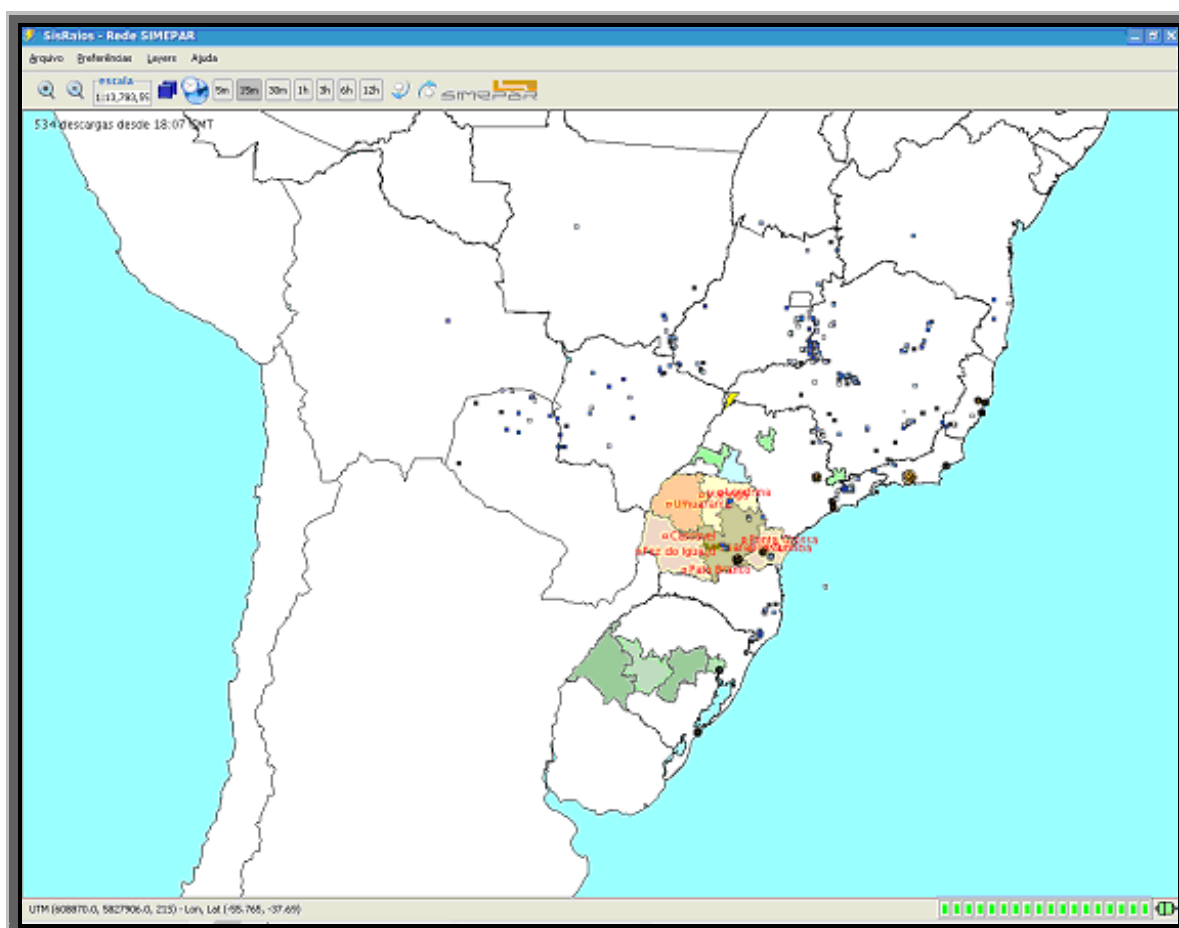 SisRaios - Rede SIMEPAR
Arquivo Preferências Layers Ajuda
escala
5m 15m 30m 1h 3h 6h 12h SIMEPAR
534 descargas desde 18:07 GMT
Londrina
Umuarama
Cascavel
Ponta Grossa
Foz do Iguaçu
Pato Branco
UTM (608870.0, 5827906.0, 21S) - Lon, Lat (-55.765, -37.69)